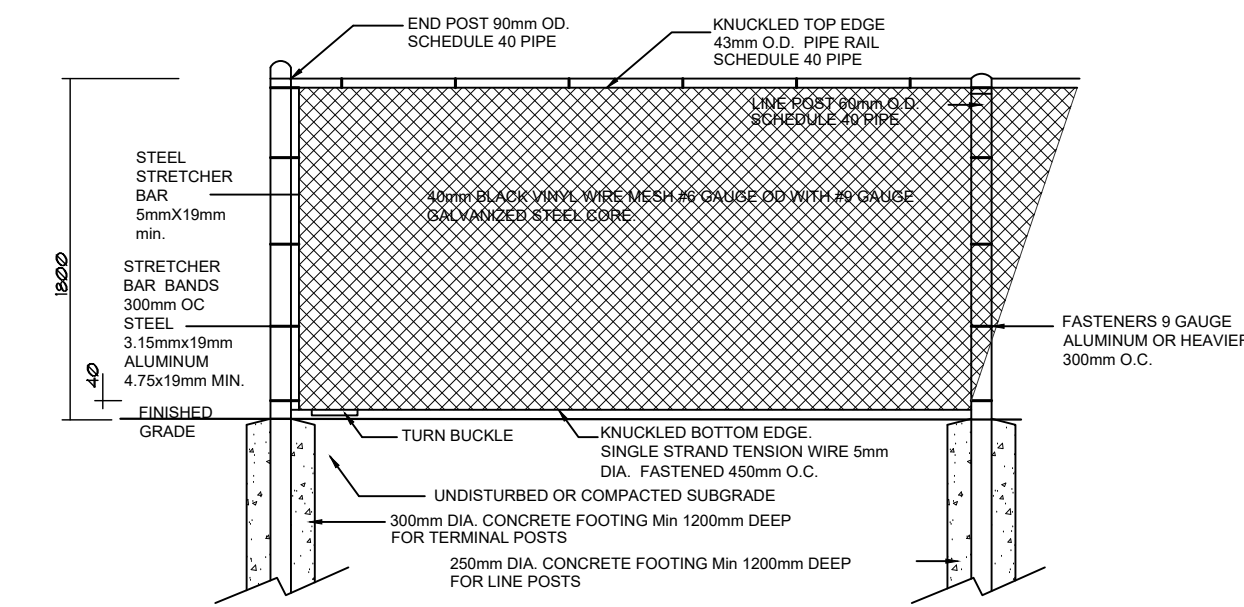 END POST 90mm OD.
SCHEDULE 40 PIPE
KNUCKLED TOP EDGE
43mm O.D. PIPE RAIL
SCHEDULE 40 PIPE
LINE POST 60mm O.D.
SCHEDULE 40 PIPE
STEEL
STRETCHER
BAR
5mmX19mm
min.
40mm BLACK VINYL WIRE MESH #6 GAUGE OD WITH #9 GAUGE
GALVANIZED STEEL CORE.
1800
STRETCHER
BAR BANDS
300mm OC
STEEL
3.15mmx19mm
ALUMINUM
4.75x19mm MIN.
FASTENERS 9 GAUGE
ALUMINUM OR HEAVIER
300mm O.C.
40
FINISHED
GRADE
TURN BUCKLE
KNUCKLED BOTTOM EDGE.
SINGLE STRAND TENSION WIRE 5mm
DIA. FASTENED 450mm O.C.
UNDISTURBED OR COMPACTED SUBGRADE
300mm DIA. CONCRETE FOOTING Min 1200mm DEEP
FOR TERMINAL POSTS
250mm DIA. CONCRETE FOOTING Min 1200mm DEEP
FOR LINE POSTS